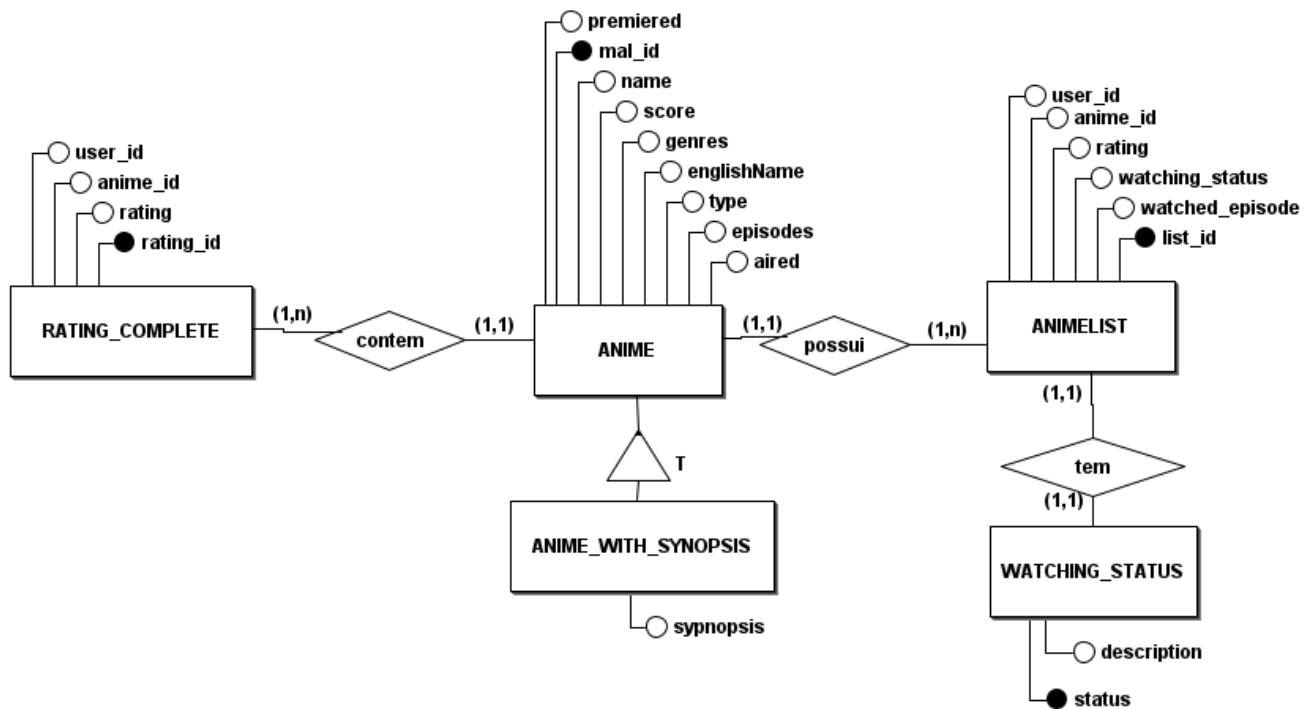 premiered
mal_id
name
score
genres
englishName
type
episodes
aired
user_id
anime_id
rating
rating_id
user_id
anime_id
rating
watching_status
watched_episode
list_id
RATING_COMPLETE
(1,n)
contem
(1,1)
ANIME
(1,1)
possui
(1,n)
ANIMELIST
(1,1)
T
tem
(1,1)
ANIME_WITH_SYNOPSIS
WATCHING_STATUS
sypnopsis
description
status